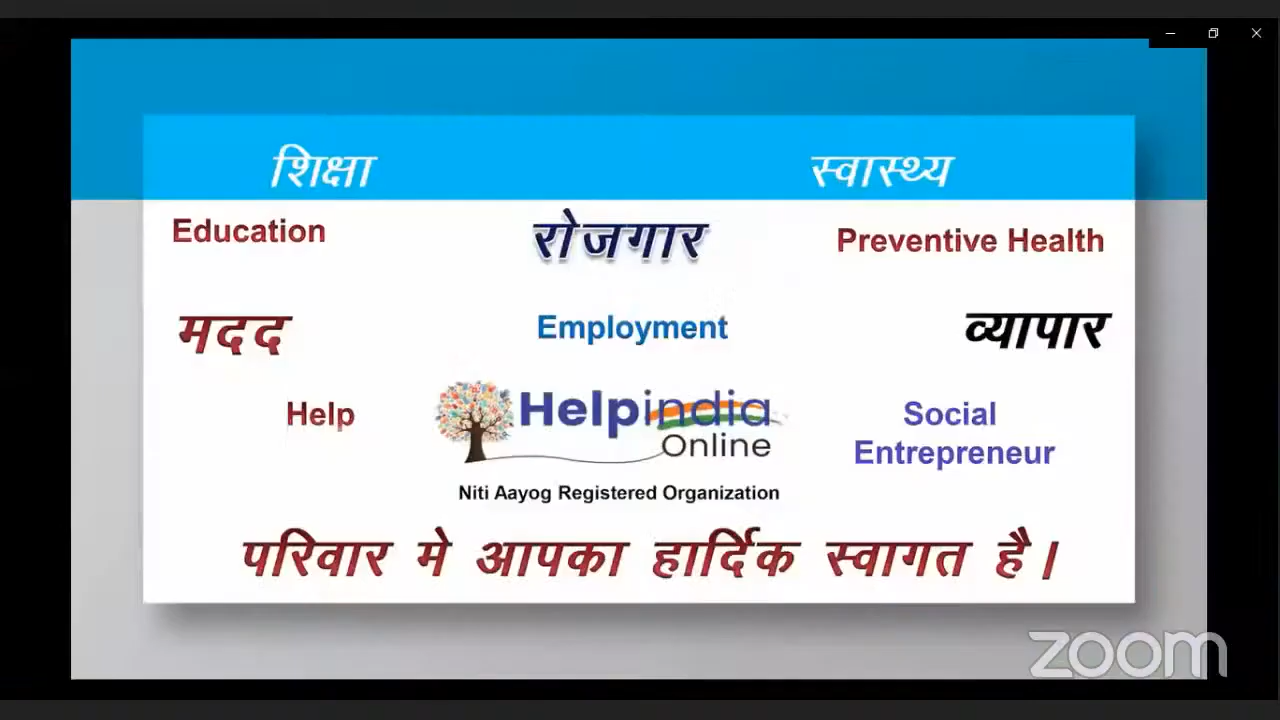 शिक्षा
स्वास्थ्य
Education
रोजगार
Preventive Health
मदद
Employment
व्यापार
Help
Helpindia
Online
Social
Entrepreneur
Niti Aayog Registered Organization
परिवार मे आपका हार्दिक स्वागत है।
zoom